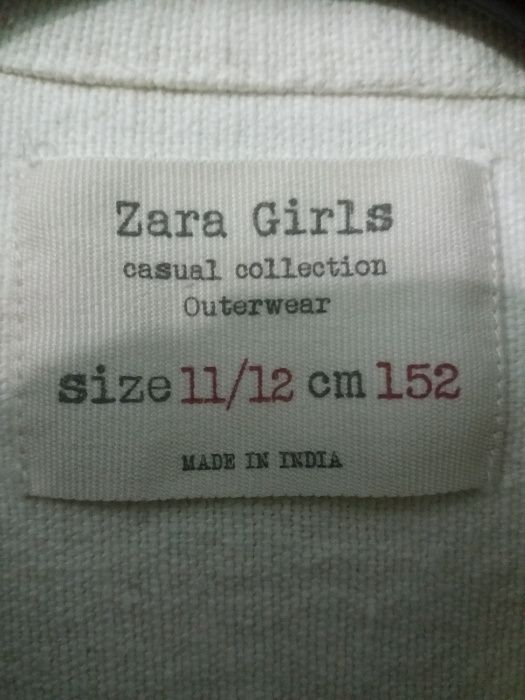 Zara Girls
casual collection
Outerwear
size 11/12 cm 152
MADE IN INDIA